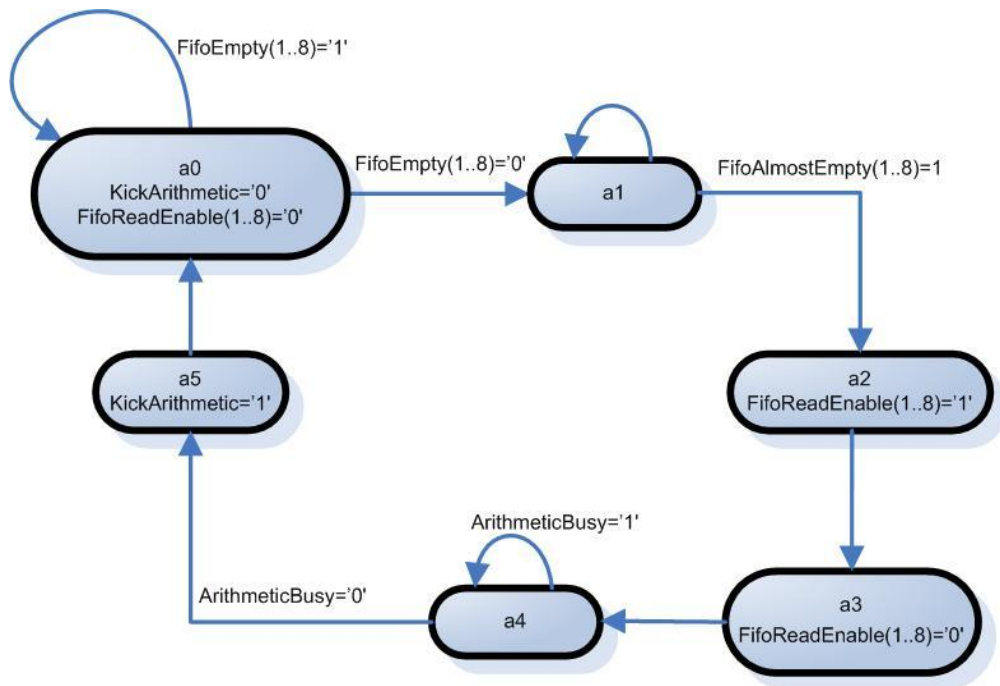 FifoEmpty(1..8)='1'
a0
KickArithmetic='0'
FifoReadEnable(1..8)='0'
FifoEmpty(1..8)='0'
a1
FifoAlmostEmpty(1..8)=1
a5
KickArithmetic='1'
a2
FifoReadEnable(1..8)='1'
ArithmeticBusy='1'
ArithmeticBusy='0'
a4
a3
FifoReadEnable(1..8)='0'